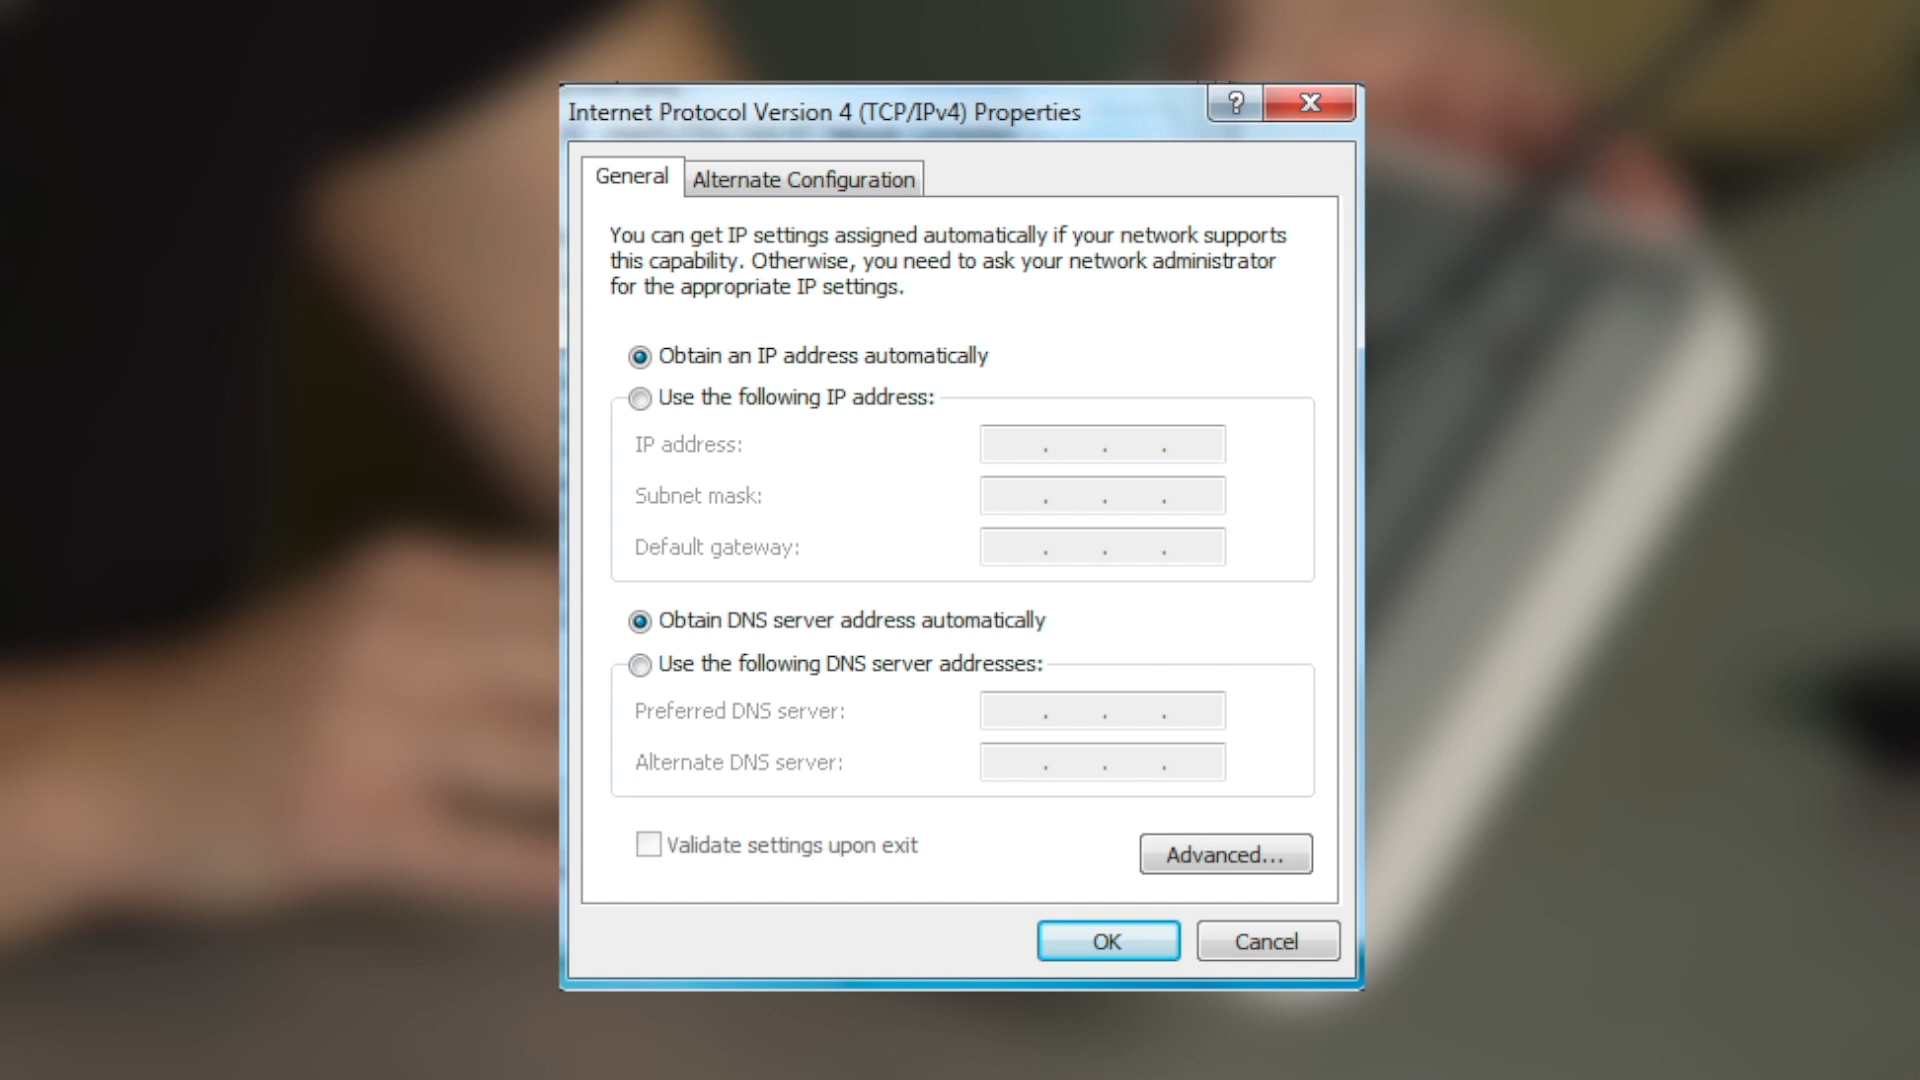 Internet Protocol Version 4 (TCP/IPv4) Properties
General
Alternate Configuration
You can get IP settings assigned automatically if your network supports
this capability. Otherwise, you need to ask your network administrator
for the appropriate IP settings.
Obtain an IP address automatically
Use the following IP address:
IP address:
Subnet mask:
Default gateway:
Obtain DNS server address automatically
Use the following DNS server addresses:
Preferred DNS server:
Alternate DNS server:
Validate settings upon exit
Advanced...
OK
Cancel